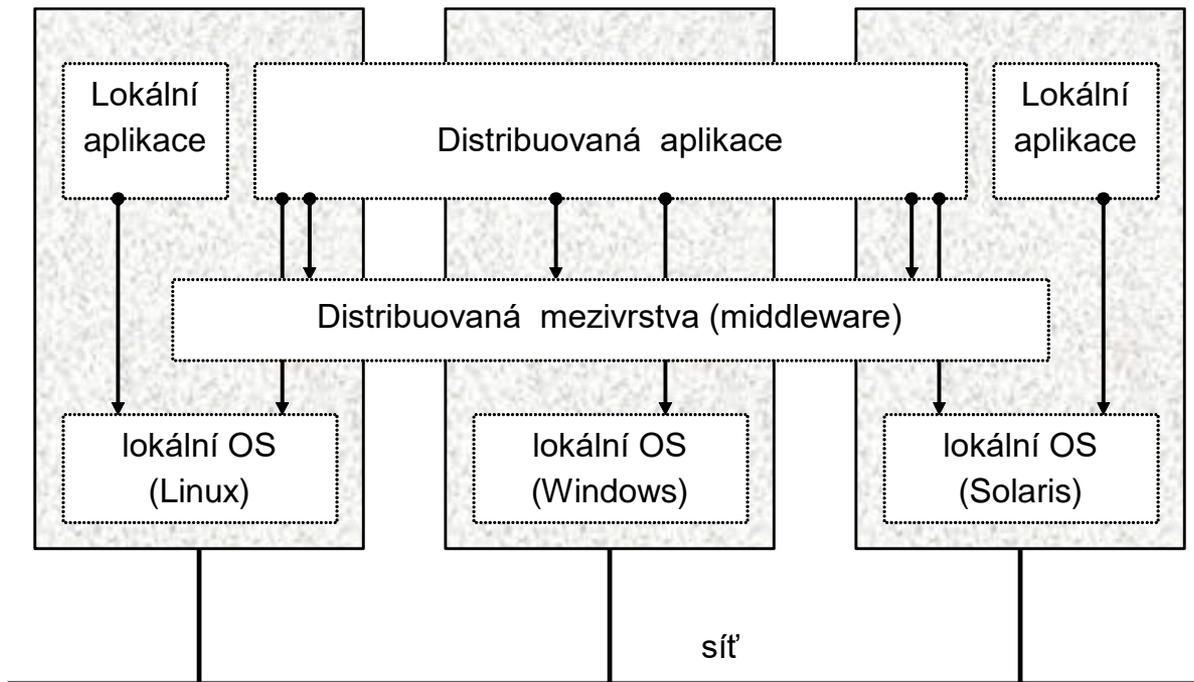 Lokální
aplikace
Distribuovaná aplikace
Lokální
aplikace
Distribuovaná mezivrstva (middleware)
lokální OS
(Linux)
lokální OS
(Windows)
lokální OS
(Solaris)
síť